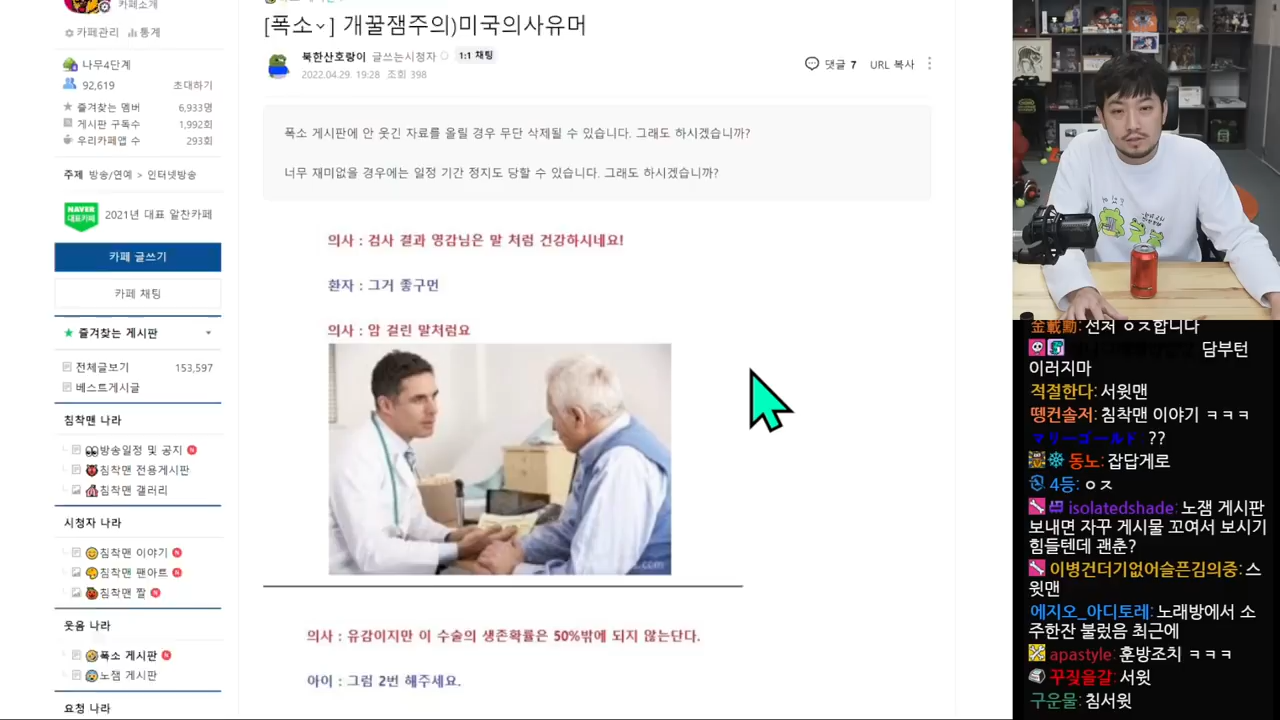 카페소개
카페관리 통계
나무4단계
92,619 초대하기
즐겨찾는 멤버 6,933명
게시판 구독수 1,992회
우리카페앱 수 293회
주제 방송/연예 > 인터넷방송
NAVER 대표카페 2021년 대표 알찬카페
카페 글쓰기
카페 채팅
즐겨찾는 게시판
전체글보기 153,597
베스트게시글
침착맨 나라
방송일정 및 공지 N
침착맨 전용게시판
침착맨 갤러리
시청자 나라
침착맨 이야기 N
침착맨 팬아트 N
침착맨 짤 N
웃음 나라
폭소 게시판 N
노잼 게시판
요청 나라
[폭소] 개꿀잼주의)미국의사유머
북한산호랑이 글쓰는시청자 1:1 채팅
2022.04.29. 19:28 조회 398
댓글 7 URL 복사
폭소 게시판에 안 웃긴 자료를 올릴 경우 무단 삭제될 수 있습니다. 그래도 하시겠습니까?
너무 재미없을 경우에는 일정 기간 정지도 당할 수 있습니다. 그래도 하시겠습니까?
의사 : 검사 결과 영감님은 말 처럼 건강하시네요!
환자 : 그거 좋구먼
의사 : 암 걸린 말처럼요
의사 : 유감이지만 이 수술의 생존확률은 50%밖에 되지 않는단다.
아이 : 그럼 2번 해주세요.
金載勳: 선저 ㅇㅈ합니다
담부턴
이러지마
적절한다: 서윗맨
뗑컨솔저: 침착맨 이야기 ㅋㅋㅋ
マリーゴールド ??
동노: 잡답게로
4등: ㅇㅈ
isolatedshade: 노잼 게시판
보내면 자꾸 게시물 꼬여서 보시기
힘들텐데 괜춘?
이병건더기없어슬픈김의중: 스
윗맨
에지오_아디토레: 노래방에서 소
주한잔 불렀음 최근에
apastyle: 훈방조치 ㅋㅋㅋ
꾸짖을갈: 서윗
구운물: 침서윗